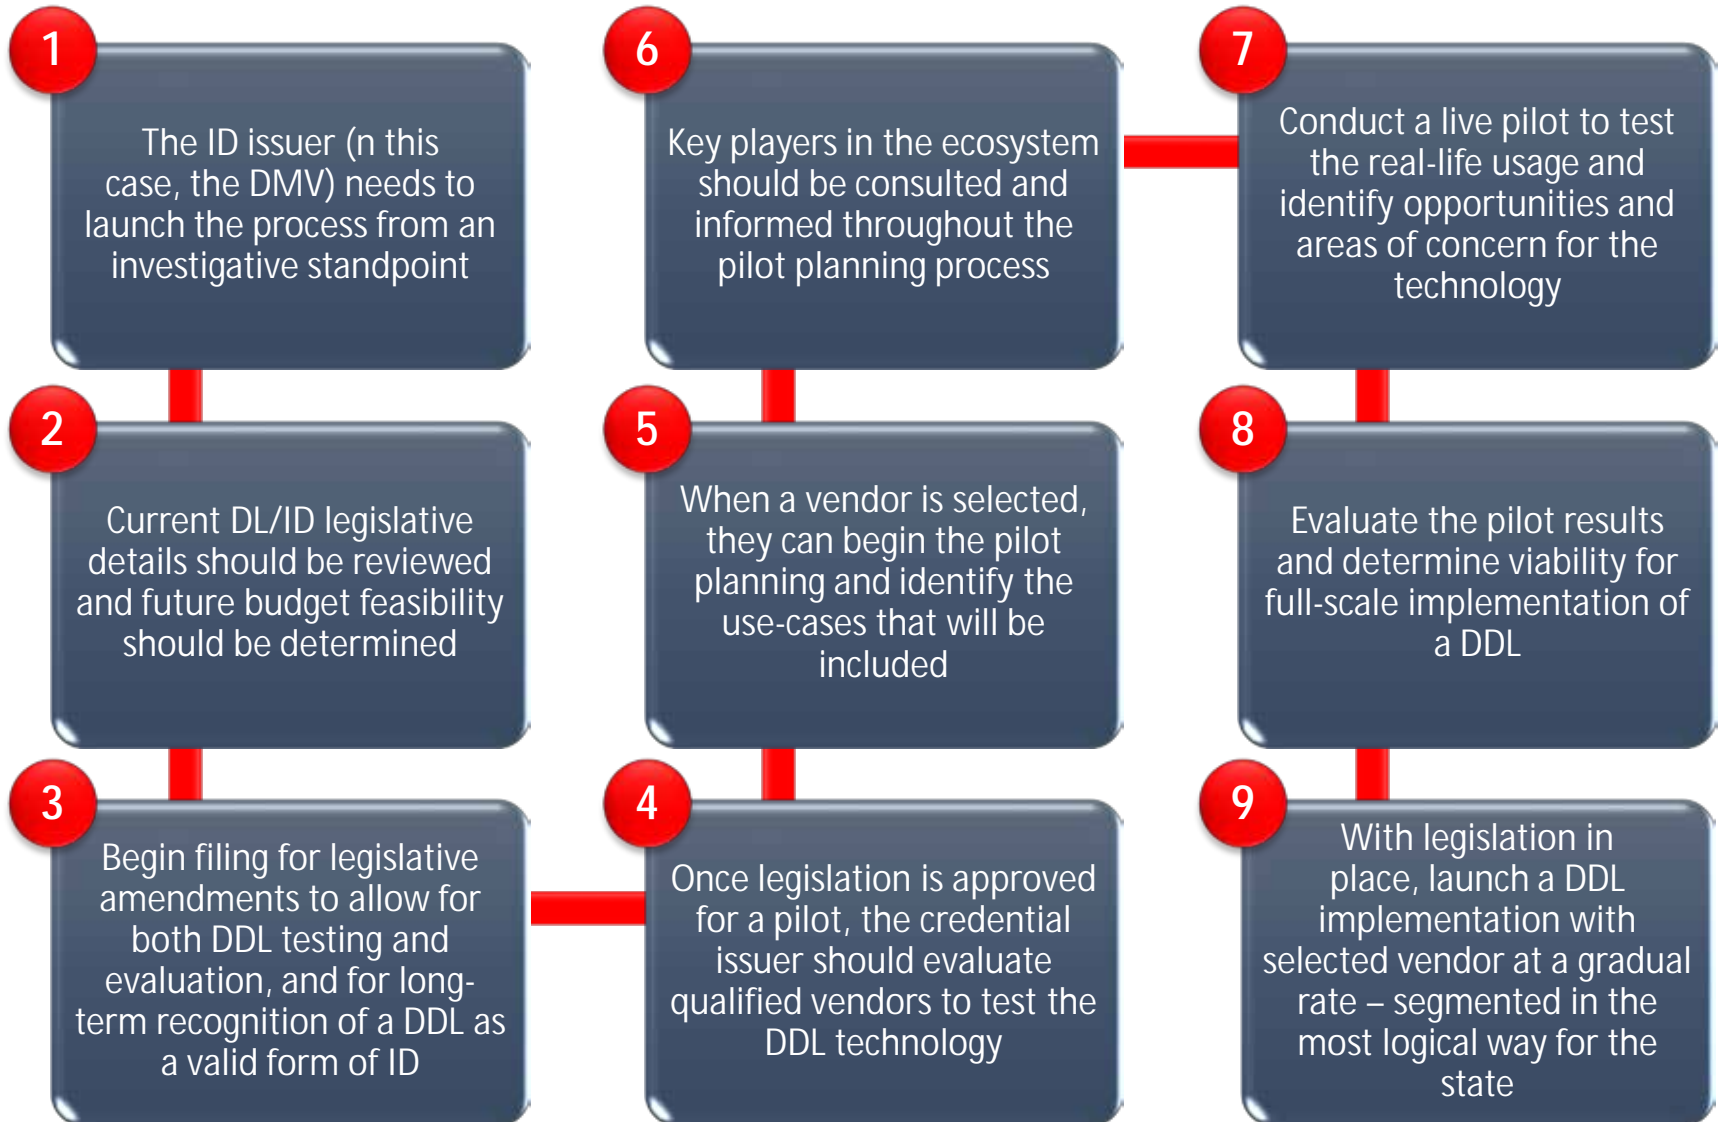 1
The ID issuer (n this
case, the DMV) needs to
launch the process from an
investigative standpoint
2
Current DL/ID legislative
details should be reviewed
and future budget feasibility
should be determined
3
Begin filing for legislative
amendments to allow for
both DDL testing and
evaluation, and for long-
term recognition of a DDL as
a valid form of ID
4
Once legislation is approved
for a pilot, the credential
issuer should evaluate
qualified vendors to test the
DDL technology
5
When a vendor is selected,
they can begin the pilot
planning and identify the
use-cases that will be
included
6
Key players in the ecosystem
should be consulted and
informed throughout the
pilot planning process
7
Conduct a live pilot to test
the real-life usage and
identify opportunities and
areas of concern for the
technology
8
Evaluate the pilot results
and determine viability for
full-scale implementation of
a DDL
9
With legislation in
place, launch a DDL
implementation with
selected vendor at a gradual
rate – segmented in the
most logical way for the
state